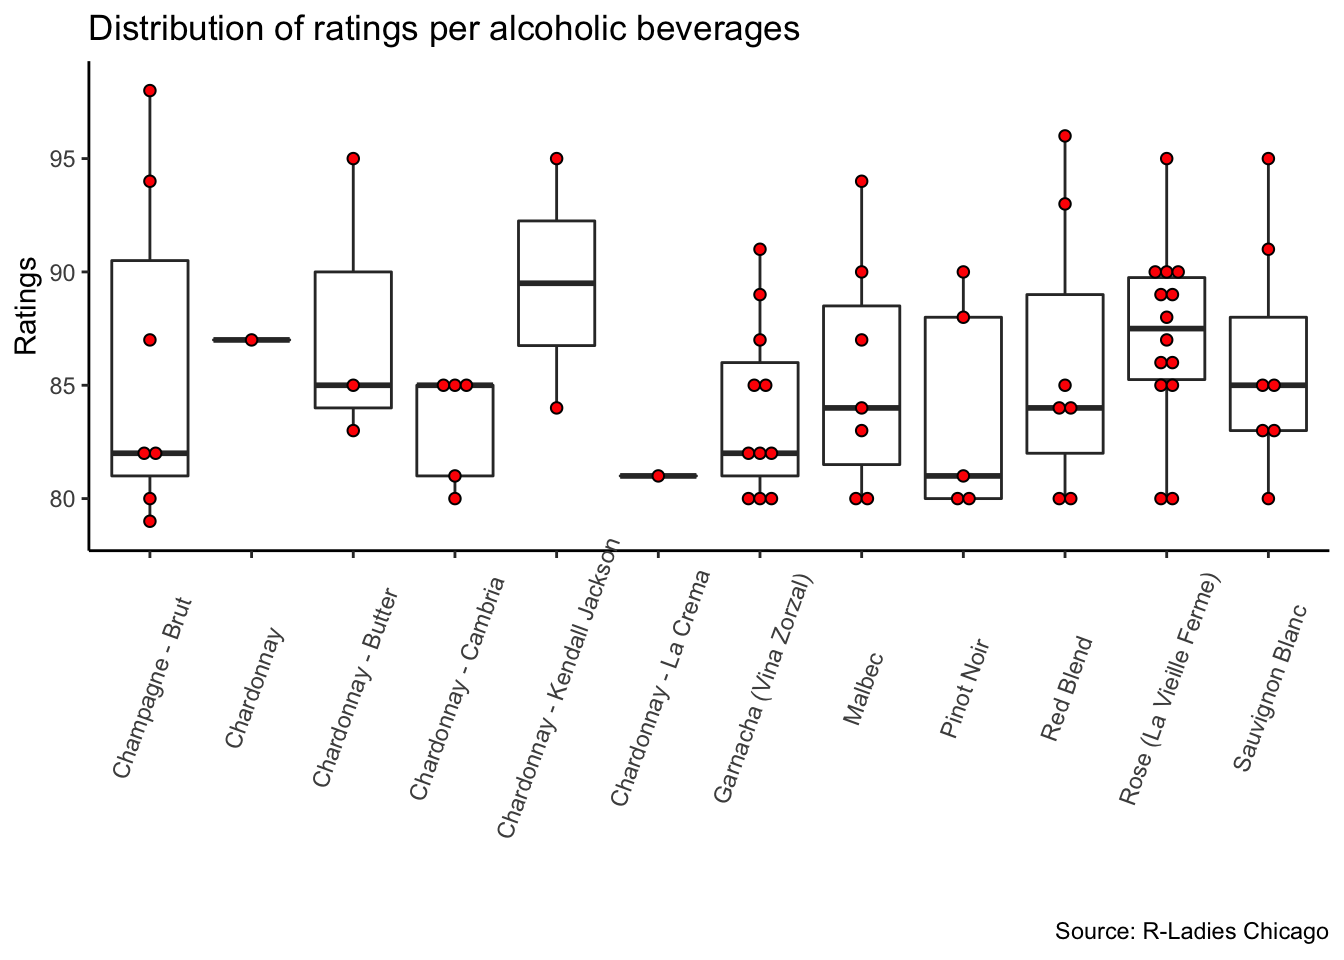 Distribution of ratings per alcoholic beverages
Ratings
95
90
85
80
Champagne - Brut
Chardonnay
Chardonnay - Butter
Chardonnay - Cambria
Chardonnay - Kendall Jackson
Chardonnay - La Crema
Garnacha (Vina Zorzal)
Malbec
Pinot Noir
Red Blend
Rose (La Vieille Ferme)
Sauvignon Blanc
Source: R-Ladies Chicago